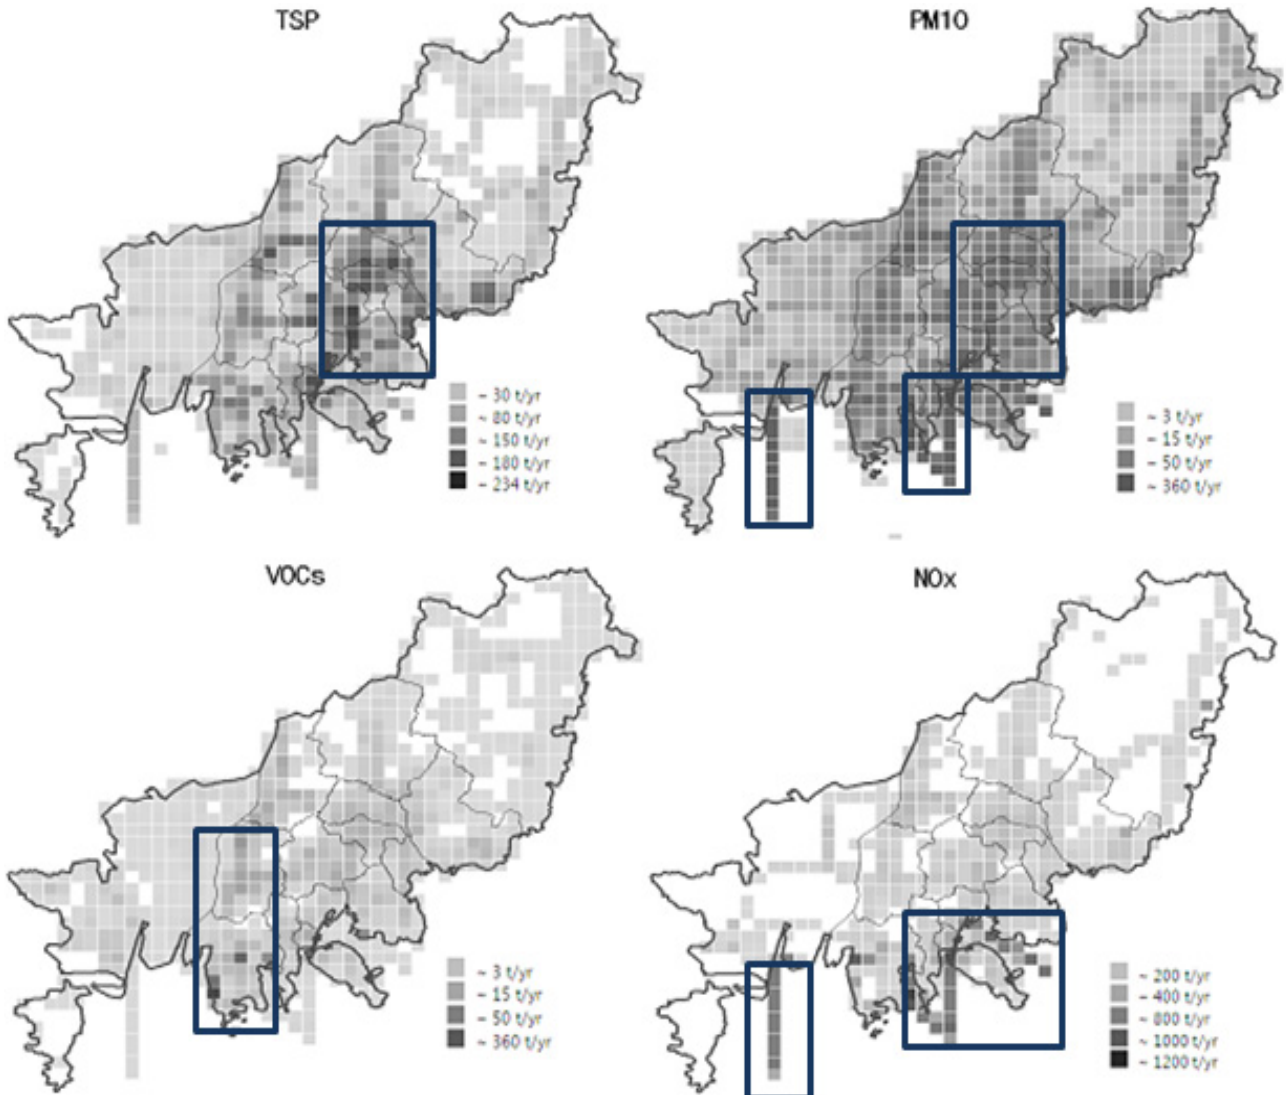 TSP
PM10
~ 30 t/yr
~ 80 t/yr
~ 150 t/yr
~ 180 t/yr
~ 234 t/yr
~ 3 t/yr
~ 15 t/yr
~ 50 t/yr
~ 360 t/yr
VOCs
NOx
~ 3 t/yr
~ 15 t/yr
~ 50 t/yr
~ 360 t/yr
~ 200 t/yr
~ 400 t/yr
~ 800 t/yr
~ 1000 t/yr
~ 1200 t/yr